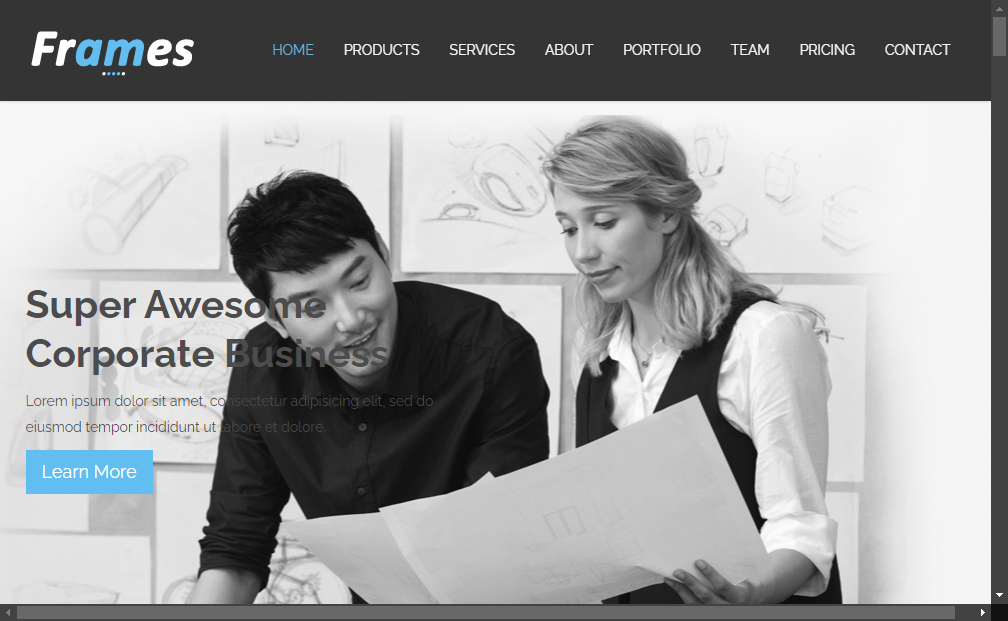 Frames
HOME PRODUCTS SERVICES ABOUT PORTFOLIO TEAM PRICING CONTACT
Super Awesome
Corporate Business
Lorem ipsum dolor sit amet, consectetur adipisicing elit, sed do
eiusmod tempor incididunt ut labore et dolore.
Learn More